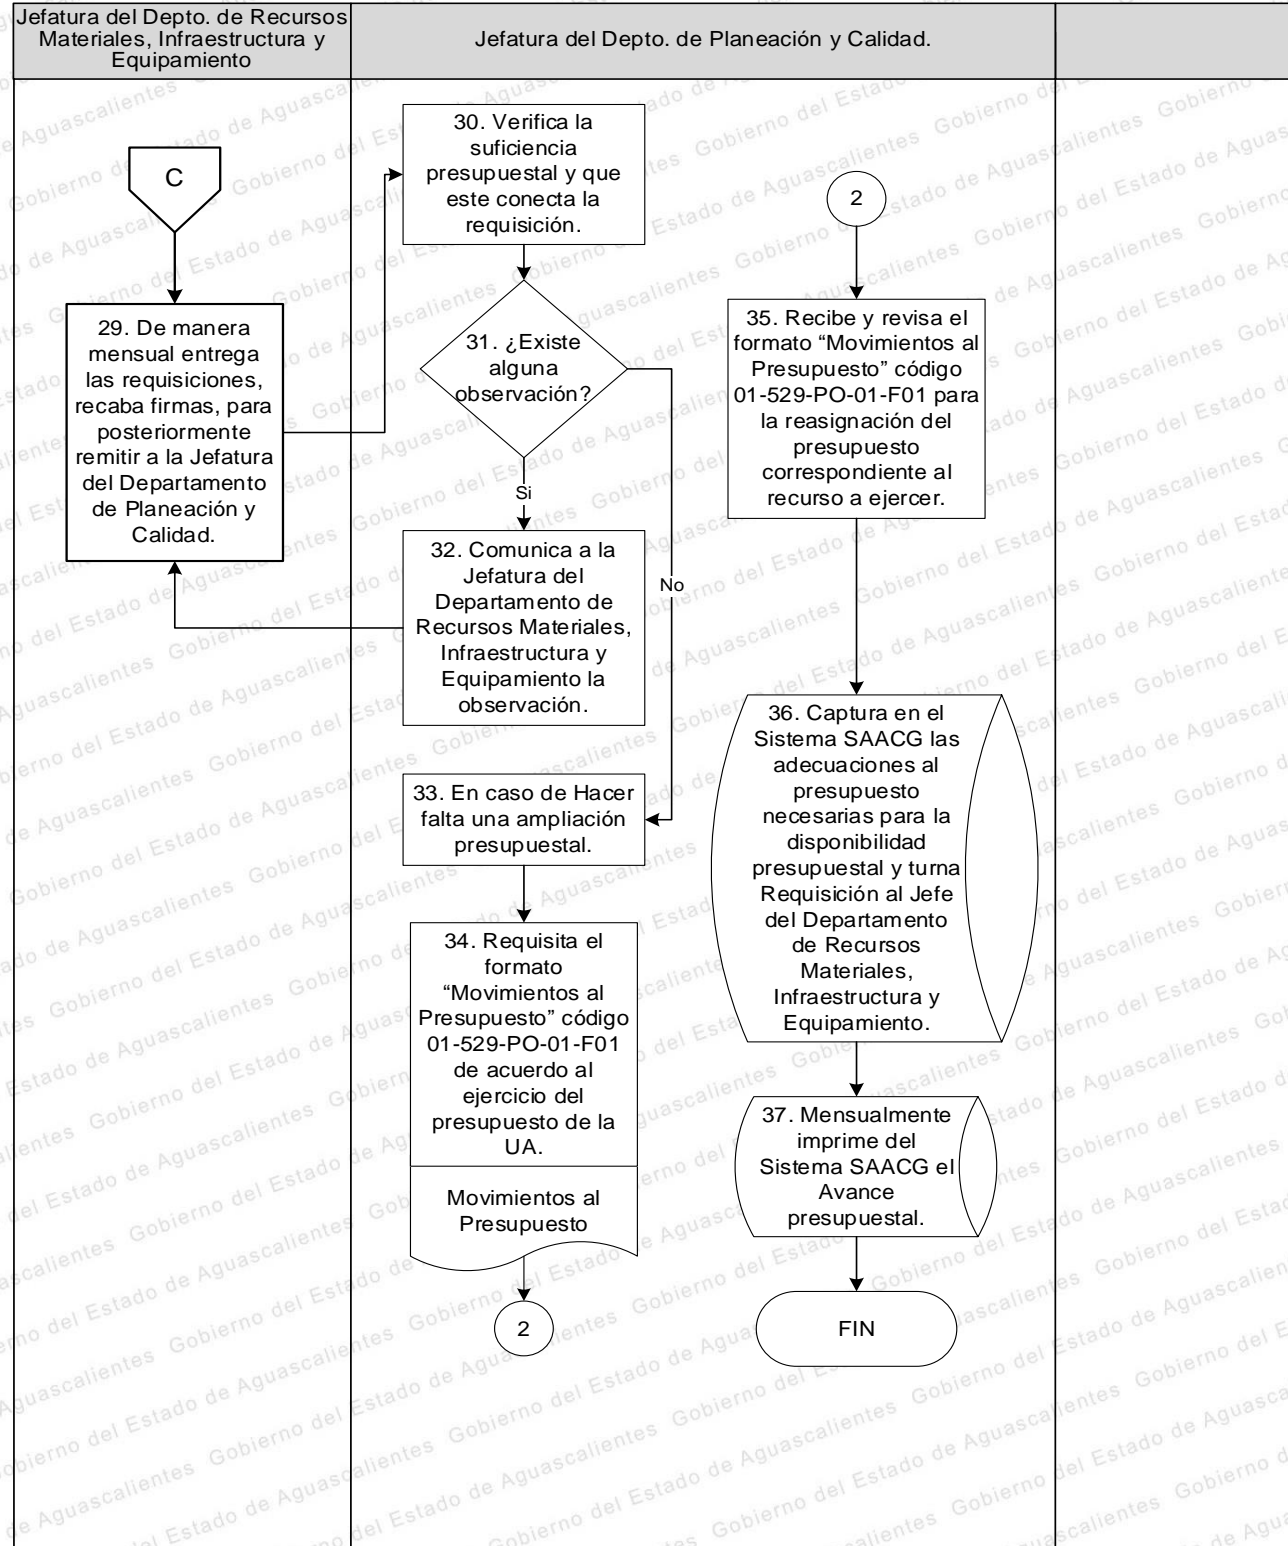 Jefatura del Depto. de Recursos
Materiales, Infraestructura y
Equipamiento
Jefatura del Depto. de Planeación y Calidad.
C
29. De manera
mensual entrega
las requisiciones,
recaba firmas, para
posteriormente
remitir a la Jefatura
del Departamento
de Planeación y
Calidad.
30. Verifica la
suficiencia
presupuestal y que
este conecta la
requisición.
31. ¿Existe
alguna
observación?
Si
No
32. Comunica a la
Jefatura del
Departamento de
Recursos Materiales,
Infraestructura y
Equipamiento la
observación.
33. En caso de Hacer
falta una ampliación
presupuestal.
34. Requisita el
formato
“Movimientos al
Presupuesto” código
01-529-PO-01-F01
de acuerdo al
ejercicio del
presupuesto de la
UA.
Movimientos al
Presupuesto
2
2
35. Recibe y revisa el
formato “Movimientos al
Presupuesto” código
01-529-PO-01-F01 para
la reasignación del
presupuesto
correspondiente al
recurso a ejercer.
36. Captura en el
Sistema SAACG las
adecuaciones al
presupuesto
necesarias para la
disponibilidad
presupuestal y turna
Requisición al Jefe
del Departamento
de Recursos
Materiales,
Infraestructura y
Equipamiento.
37. Mensualmente
imprime del
Sistema SAACG el
Avance
presupuestal.
FIN